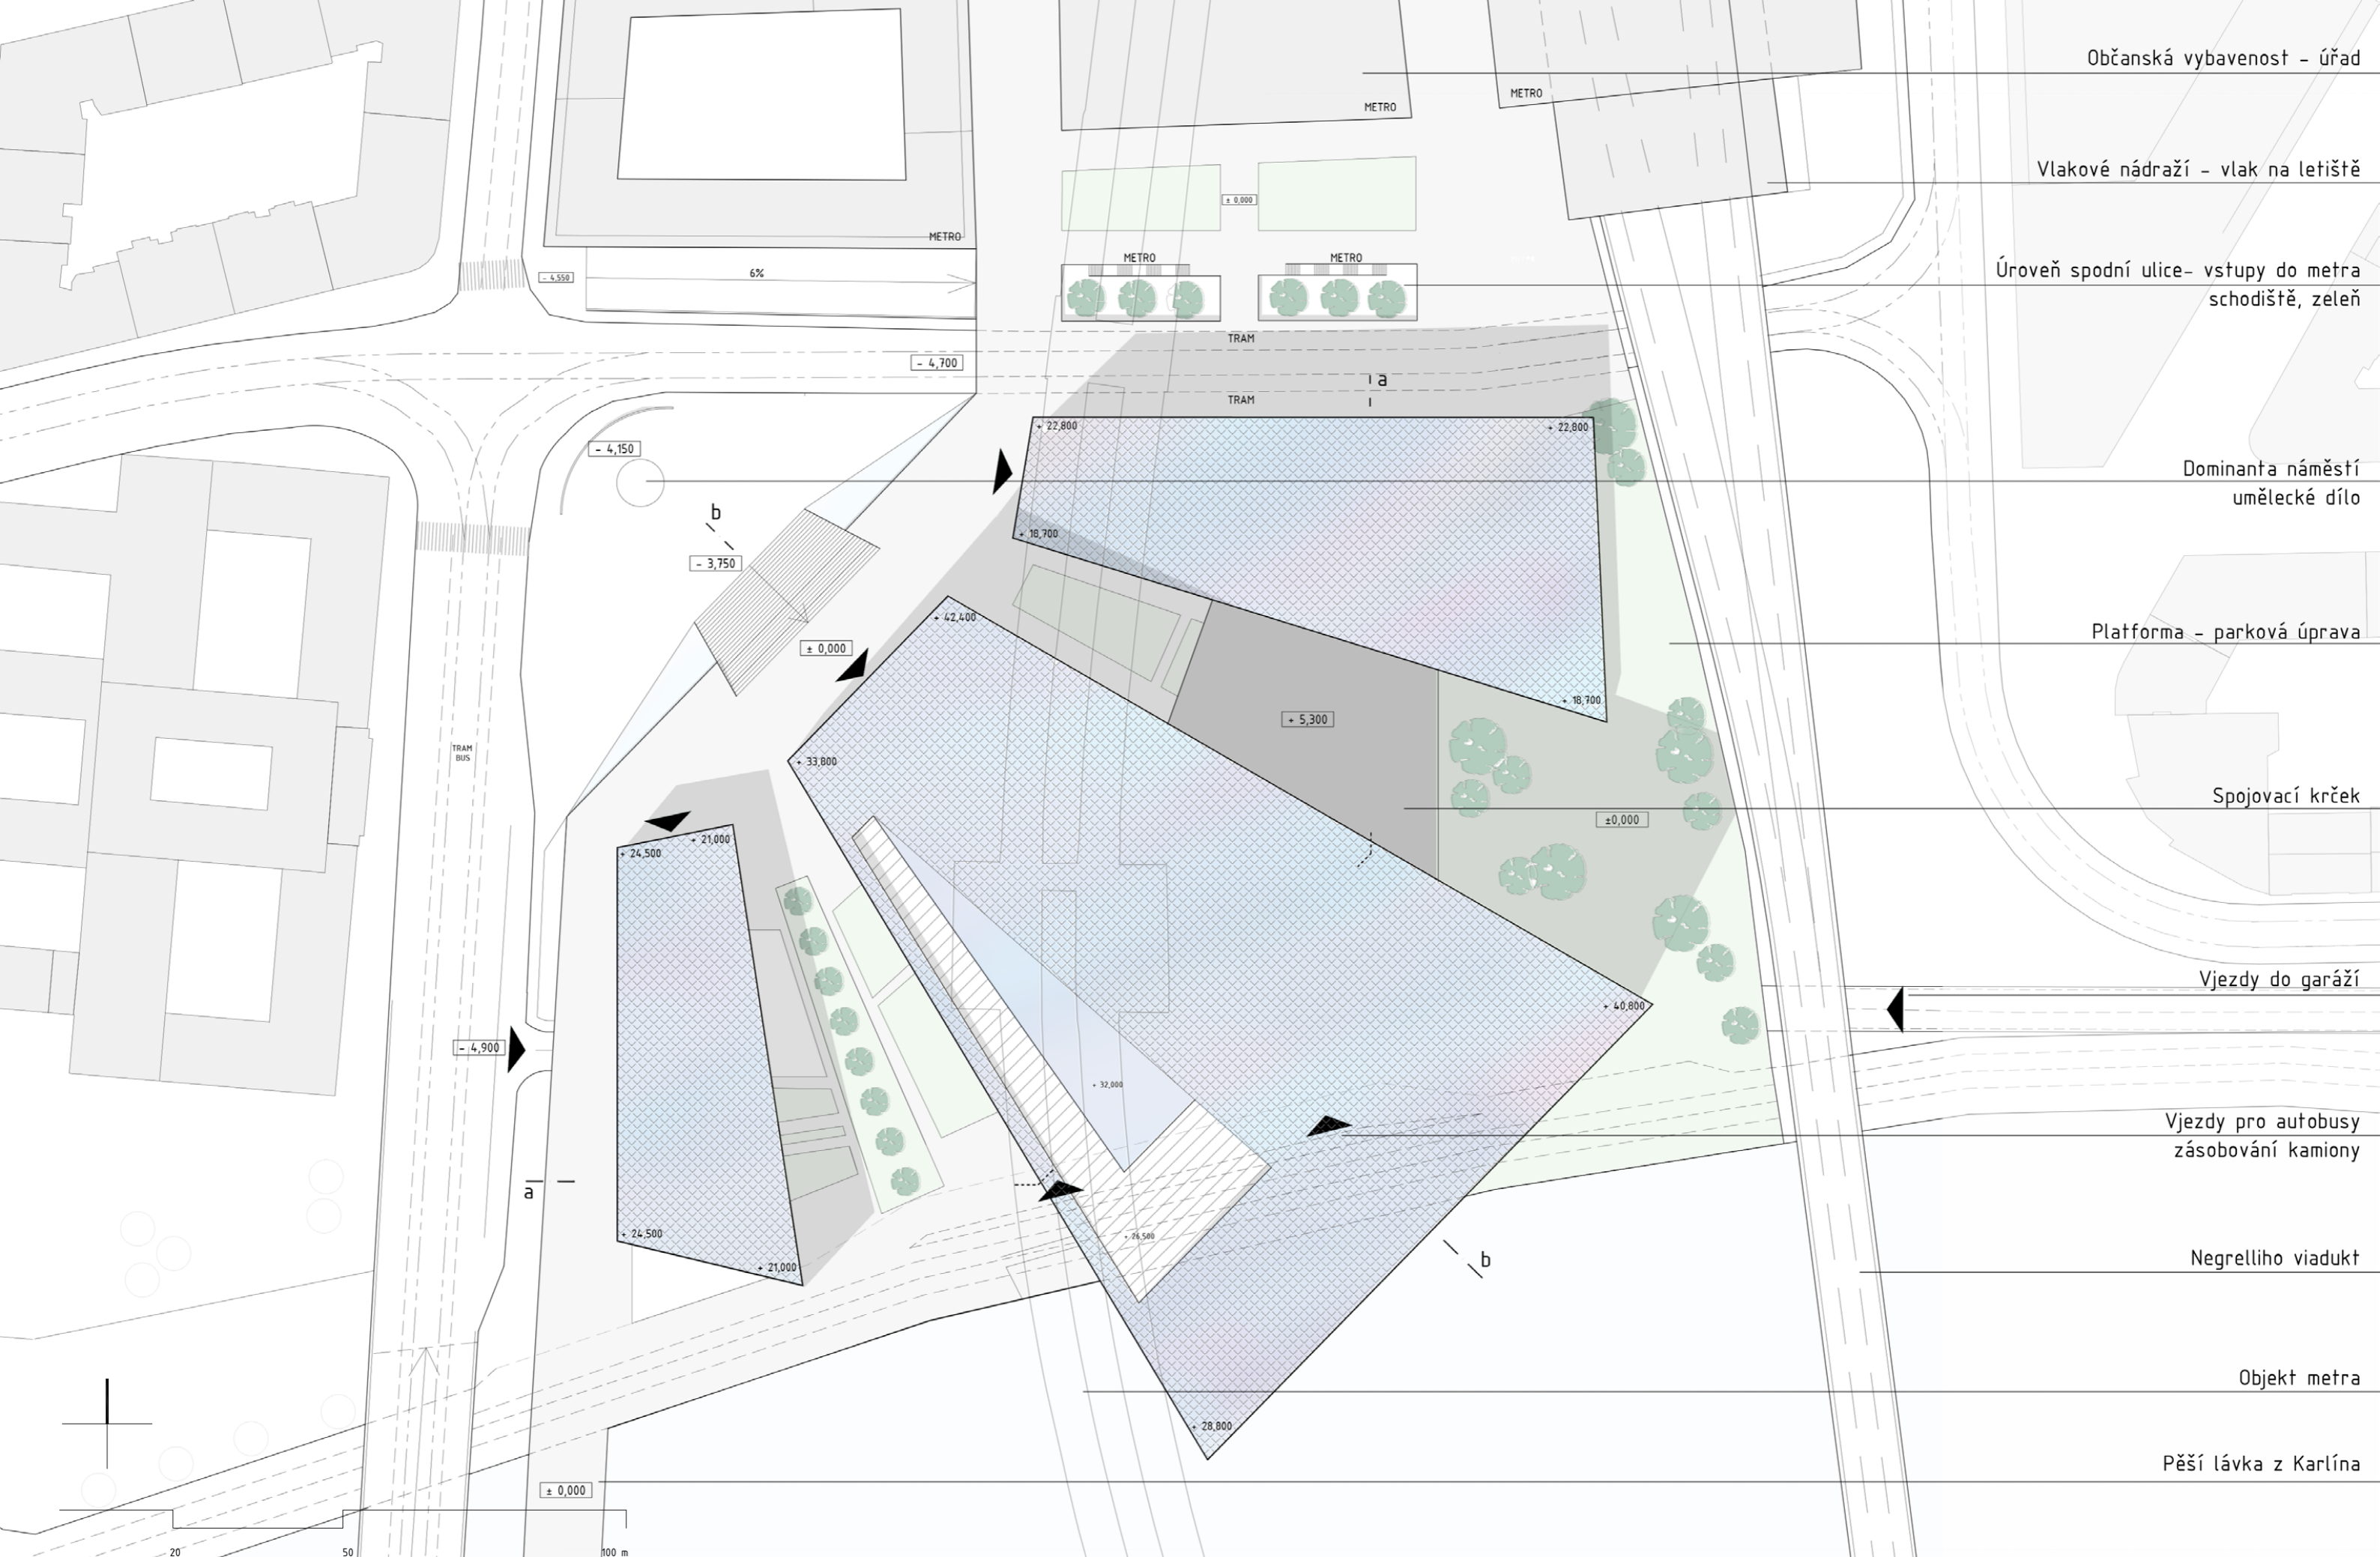 Občanská vybavenost - úřad
METRO
METRO
Vlakové nádraží - vlak na letiště
± 0,000
METRO
METRO
METRO
Úroveň spodní ulice- vstupy do metra
schodiště, zeleň
- 4,550
6%
TRAM
- 4,700
a
TRAM
+ 22,800
+ 22,800
- 4,150
Dominanta náměstí
umělecké dílo
b
+ 18,700
- 3,750
+ 42,400
± 0,000
Platforma - parková úprava
+ 18,700
+ 5,300
TRAM
BUS
+ 33,800
Spojovací krček
±0,000
+ 21,000
+ 24,500
Vjezdy do garáží
+ 40,800
- 4,900
+ 32,000
Vjezdy pro autobusy
zásobování kamiony
a
+ 24,500
+ 26,500
b
Negrelliho viadukt
+ 21,000
Objekt metra
+ 28,800
Pěší lávka z Karlína
± 0,000
20
50
100 m